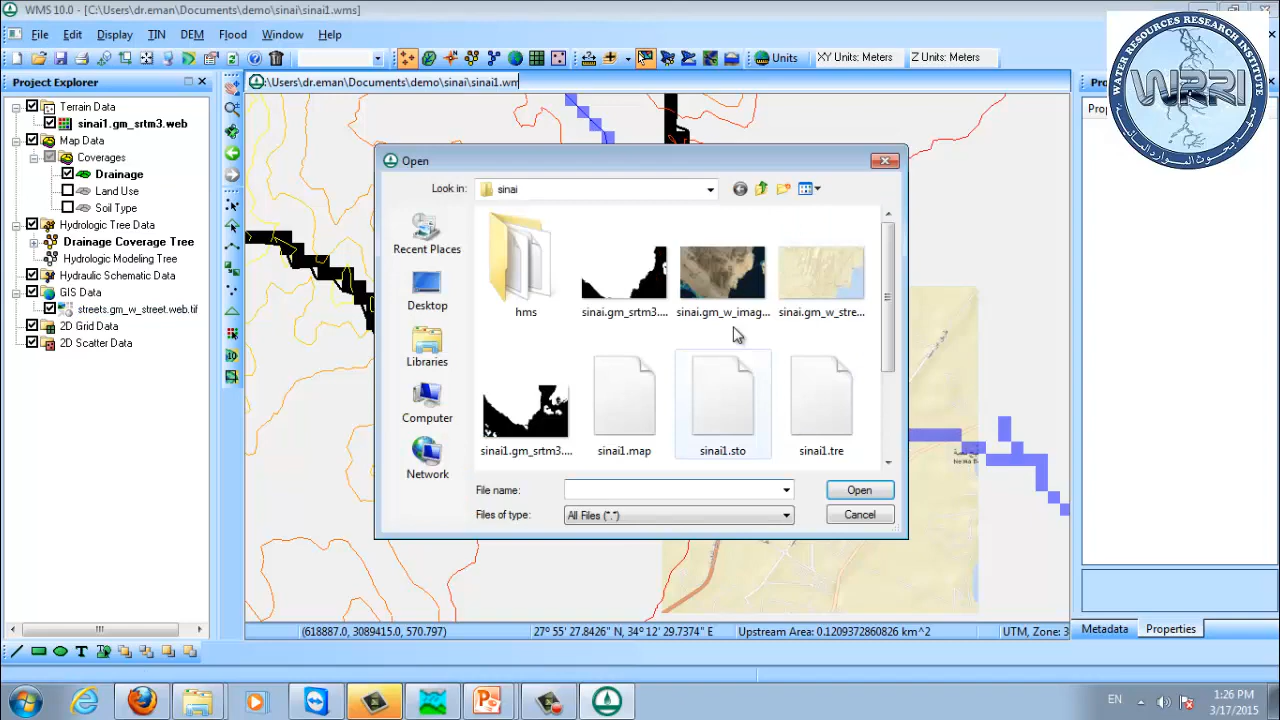 WMS 10.0 - [C:\Users\dr.eman\Documents\demo\sinai\sinai1.wms]
File Edit Display TIN DEM Flood Window Help
Units
XY Units: Meters
Z Units: Meters
Project Explorer
:\Users\dr.eman\Documents\demo\sinai\sinai1.wm
Terrain Data
sinai1.gm_srtm3.web
Map Data
Coverages
Drainage
Land Use
Soil Type
Hydrologic Tree Data
Drainage Coverage Tree
Hydrologic Modeling Tree
Hydraulic Schematic Data
GIS Data
streets.gm_w_street.web.tif
2D Grid Data
2D Scatter Data
Open
Look in:
sinai
Recent Places
Desktop
Libraries
Computer
Network
hms
sinai.gm_srtm3....
sinai.gm_w_imag...
sinai.gm_w_stre...
sinai1.gm_srtm3....
sinai1.map
sinai1.sto
sinai1.tre
File name:
Open
Files of type:
All Files (*.*)
Cancel
WATER RESOURCES RESEARCH INSTITUTE
WRRI
معهد بحوث الموارد المائية
(618887.0, 3089415.0, 570.797)
27° 55' 27.8426" N, 34° 12' 29.7374" E
Upstream Area: 0.1209372860826 km^2
UTM, Zone: 3
Metadata
Properties
EN
1:26 PM
3/17/2015